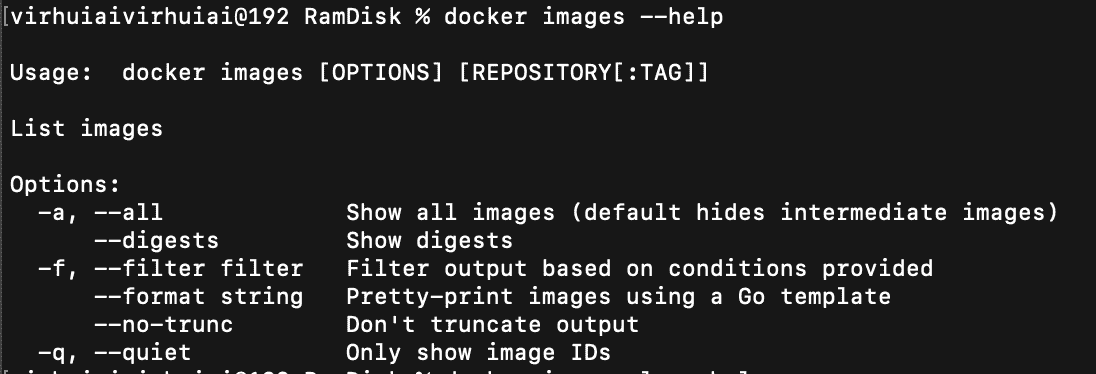 [virhuiaivirhuiai@192 RamDisk % docker images --help
Usage:  docker images [OPTIONS] [REPOSITORY[:TAG]]
List images
Options:
  -a, --all             Show all images (default hides intermediate images)
      --digests         Show digests
  -f, --filter filter   Filter output based on conditions provided
      --format string   Pretty-print images using a Go template
      --no-trunc        Don't truncate output
  -q, --quiet           Only show image IDs